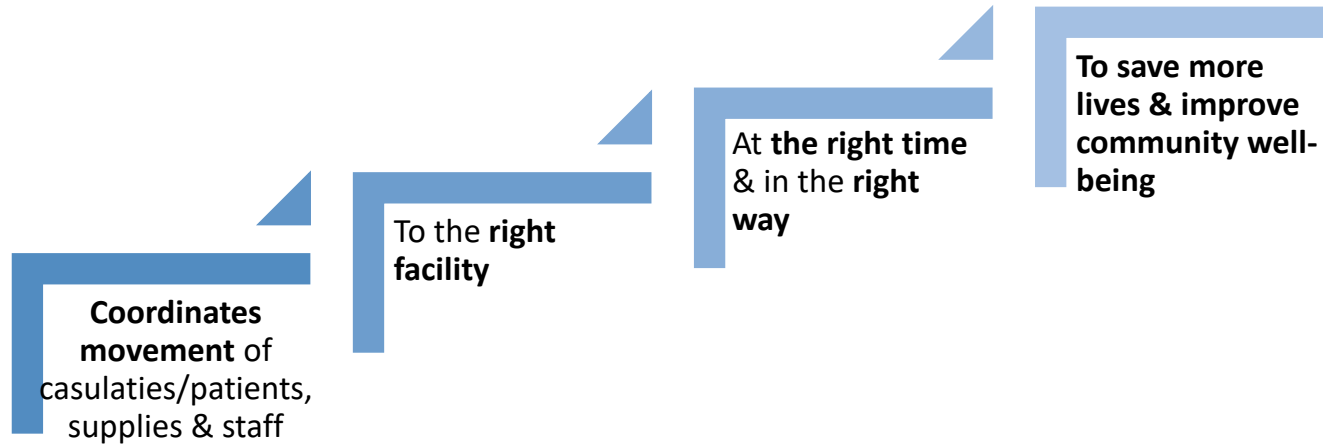 Coordinates
movement of
casulaties/patients,
supplies & staff
To the right
facility
At the right time
& in the right
way
To save more
lives & improve
community well-
being